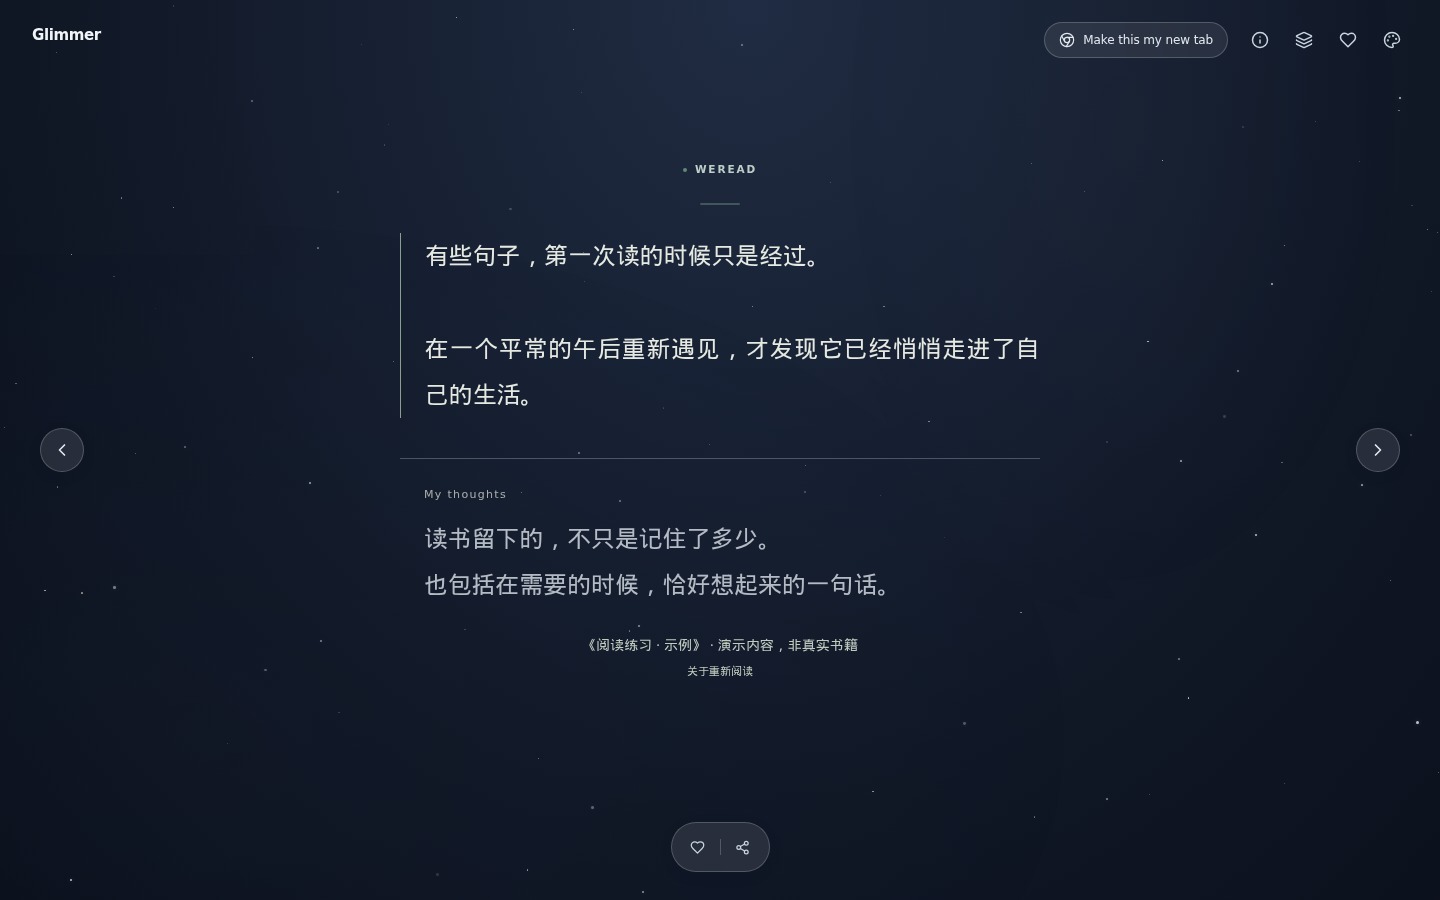 Glimmer
Make this my new tab
WEREAD
有些句子，第一次读的时候只是经过。
在一个平常的午后重新遇见，才发现它已经悄悄走进了自
己的生活。
My thoughts
读书留下的，不只是记住了多少。
也包括在需要的时候，恰好想起来的一句话。
《阅读练习 · 示例》 · 演示内容，非真实书籍
关于重新阅读